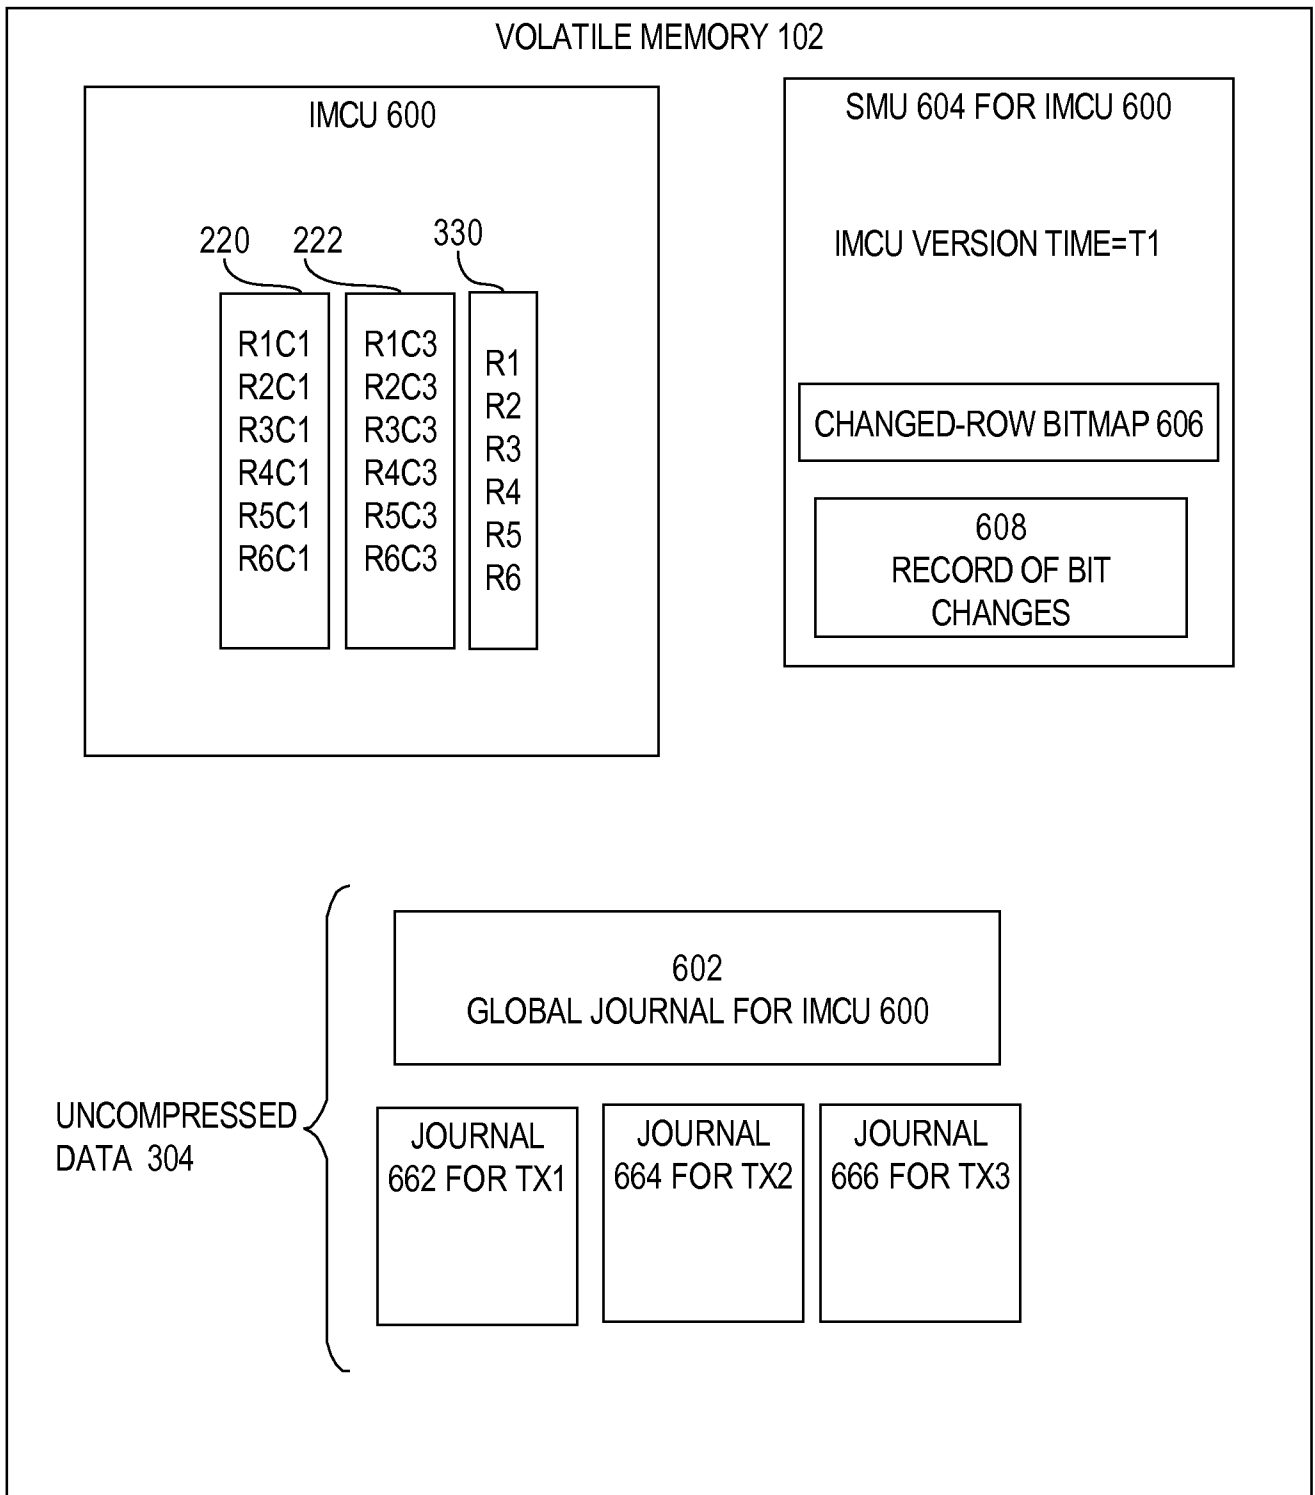 VOLATILE MEMORY 102
IMCU 600
220
222
330
R1C1
R2C1
R3C1
R4C1
R5C1
R6C1
R1C3
R2C3
R3C3
R4C3
R5C3
R6C3
R1
R2
R3
R4
R5
R6
SMU 604 FOR IMCU 600
IMCU VERSION TIME=T1
CHANGED-ROW BITMAP 606
608
RECORD OF BIT
CHANGES
UNCOMPRESSED
DATA 304
602
GLOBAL JOURNAL FOR IMCU 600
JOURNAL
662 FOR TX1
JOURNAL
664 FOR TX2
JOURNAL
666 FOR TX3